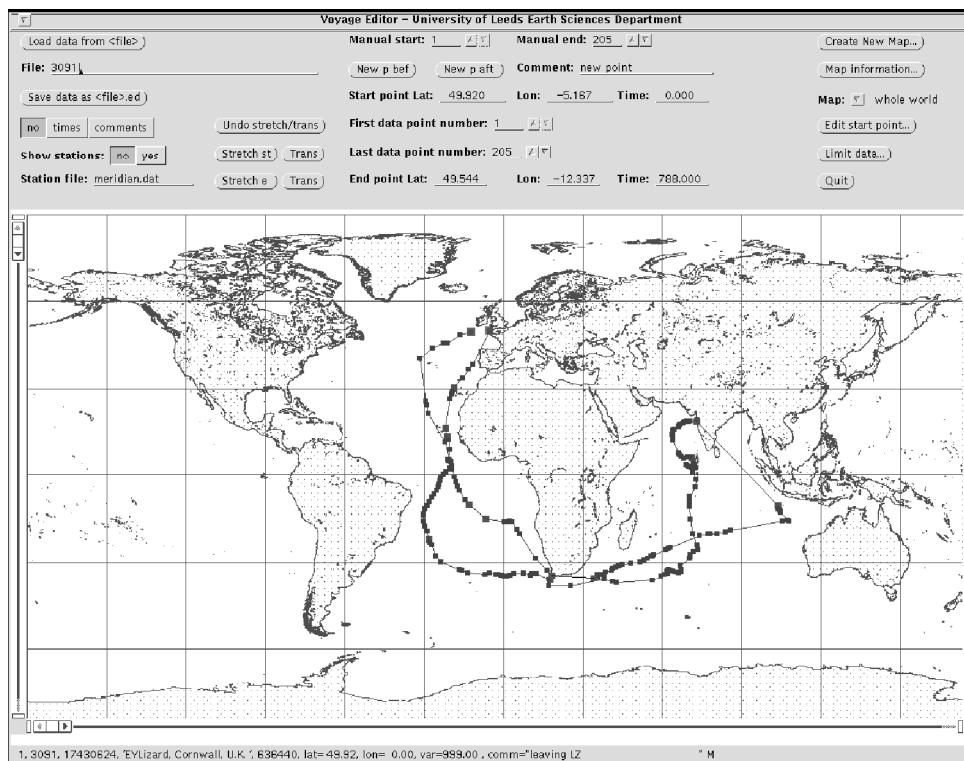 Voyage Editor – University of Leeds Earth Sciences Department
Load data from <file>
Manual start: 1
Manual end: 205
Create New Map...
File: 3091
New p bef
New p aft
Comment: new point
Map information...
Save data as <file>.ed
Start point Lat: 49.920 Lon: -5.187 Time: 0.000
Map: whole world
no times comments
Undo stretch/trans
First data point number: 1
Edit start point...
Show stations: no yes
Stretch st
Trans
Last data point number: 205
Limit data...
Station file: meridian.dat
Stretch e
Trans
End point Lat: 49.544 Lon: -12.337 Time: 788.000
Quit
1, 3091, 17430624, 'EYLizard, Cornwall, U.K. ', 636440, lat= 49.92, lon= 0.00, var=999.00 , comm="leaving LZ " M